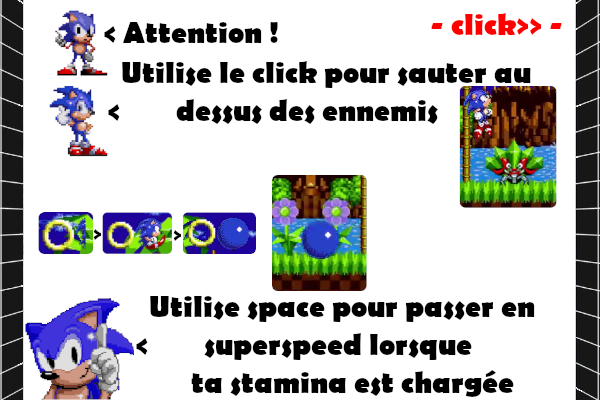 < Attention !
- click>> -
Utilise le click pour sauter au
< dessus des ennemis
> >
Utilise space pour passer en
< superspeed lorsque
ta stamina est chargée